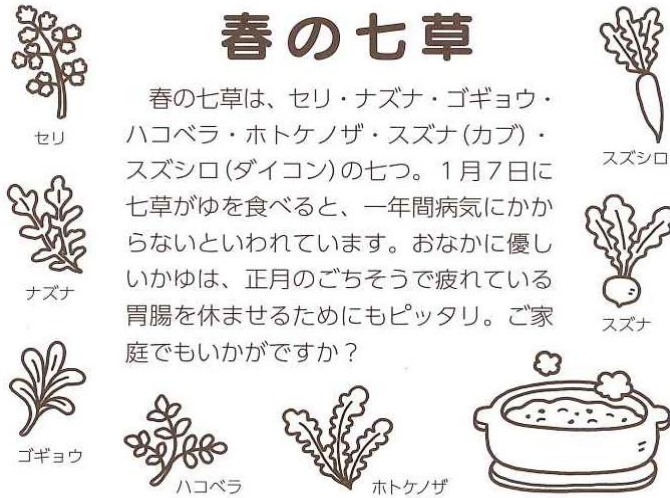 春の七草
春の七草は、セリ・ナズナ・ゴギョウ・
ハコベラ・ホトケノザ・スズナ(カブ)・
スズシロ(ダイコン)の七つ。1月7日に
七草がゆを食べると、一年間病気にかか
らないといわれています。おなかに優し
いかゆは、正月のごちそうで疲れている
胃腸を休ませるためにもピッタリ。ご家
庭でもいかがですか？
セリ
ナズナ
ゴギョウ
ハコベラ
ホトケノザ
スズナ
スズシロ